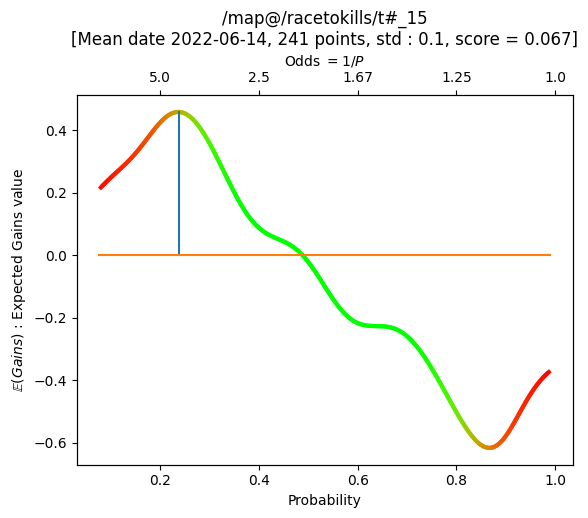 /map@/racetokills/t#_15
[Mean date 2022-06-14, 241 points, std : 0.1, score = 0.067]
Odds = 1/P
5.0 2.5 1.67 1.25 1.0
𝔼(Gains) : Expected Gains value
0.4
0.2
0.0
−0.2
−0.4
−0.6
0.2 0.4 0.6 0.8 1.0
Probability